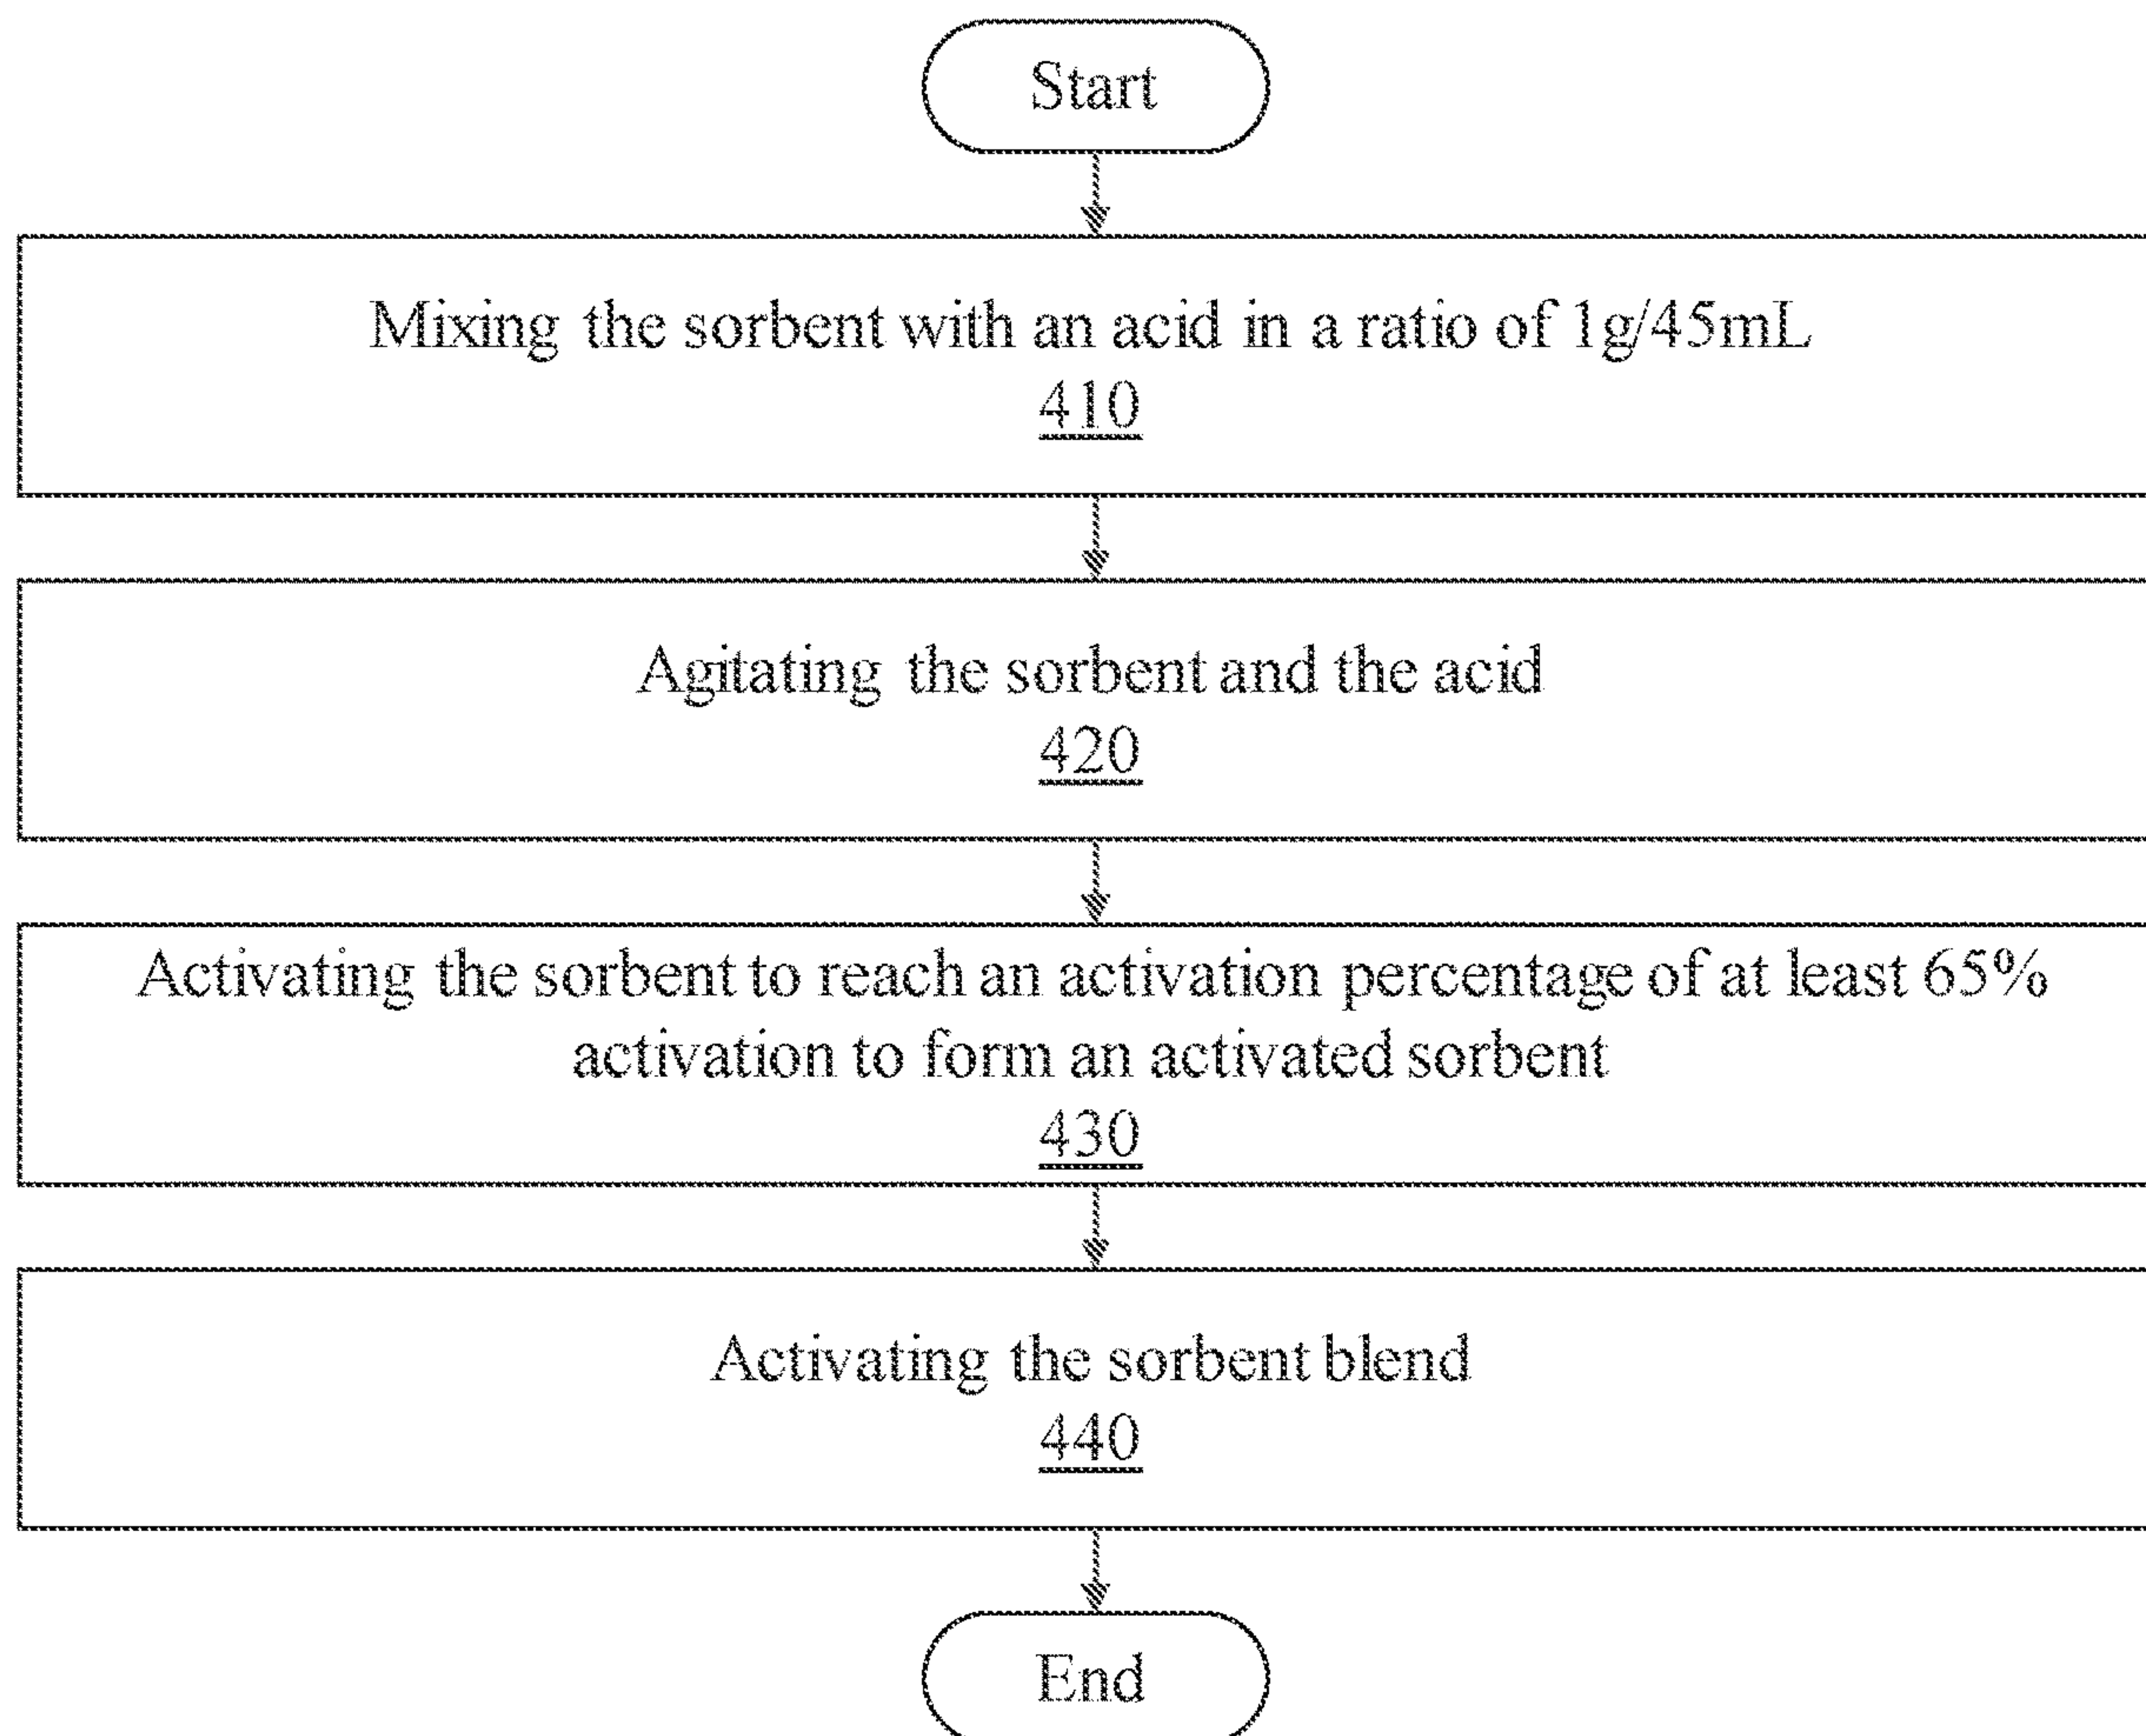 Start
Mixing the sorbent with an acid in a ratio of 1g/45mL
410
Agitating the sorbent and the acid
420
Activating the sorbent to reach an activation percentage of at least 65%
activation to form an activated sorbent
430
Activating the sorbent blend
440
End